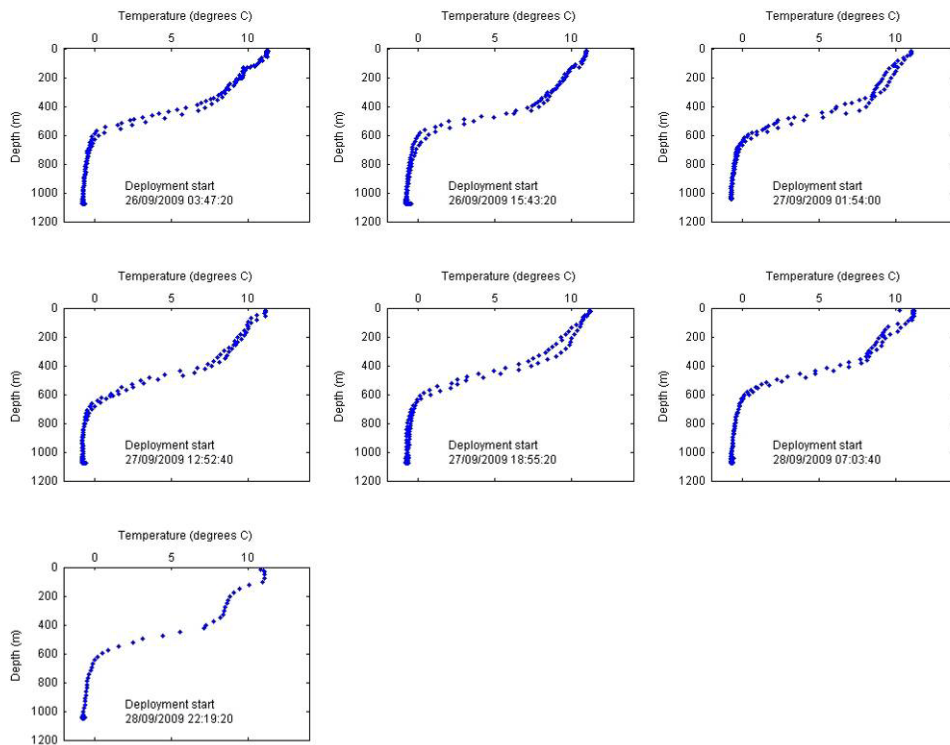 Temperature (degrees C)
0 5 10
0
200
400
600
800
1000
1200
Depth (m)
Deployment start
26/09/2009 03:47:20
Temperature (degrees C)
0 5 10
0
200
400
600
800
1000
1200
Depth (m)
Deployment start
26/09/2009 15:43:20
Temperature (degrees C)
0 5 10
0
200
400
600
800
1000
1200
Depth (m)
Deployment start
27/09/2009 01:54:00
Temperature (degrees C)
0 5 10
0
200
400
600
800
1000
1200
Depth (m)
Deployment start
27/09/2009 12:52:40
Temperature (degrees C)
0 5 10
0
200
400
600
800
1000
1200
Depth (m)
Deployment start
27/09/2009 18:55:20
Temperature (degrees C)
0 5 10
0
200
400
600
800
1000
1200
Depth (m)
Deployment start
28/09/2009 07:03:40
Temperature (degrees C)
0 5 10
0
200
400
600
800
1000
1200
Depth (m)
Deployment start
28/09/2009 22:19:20